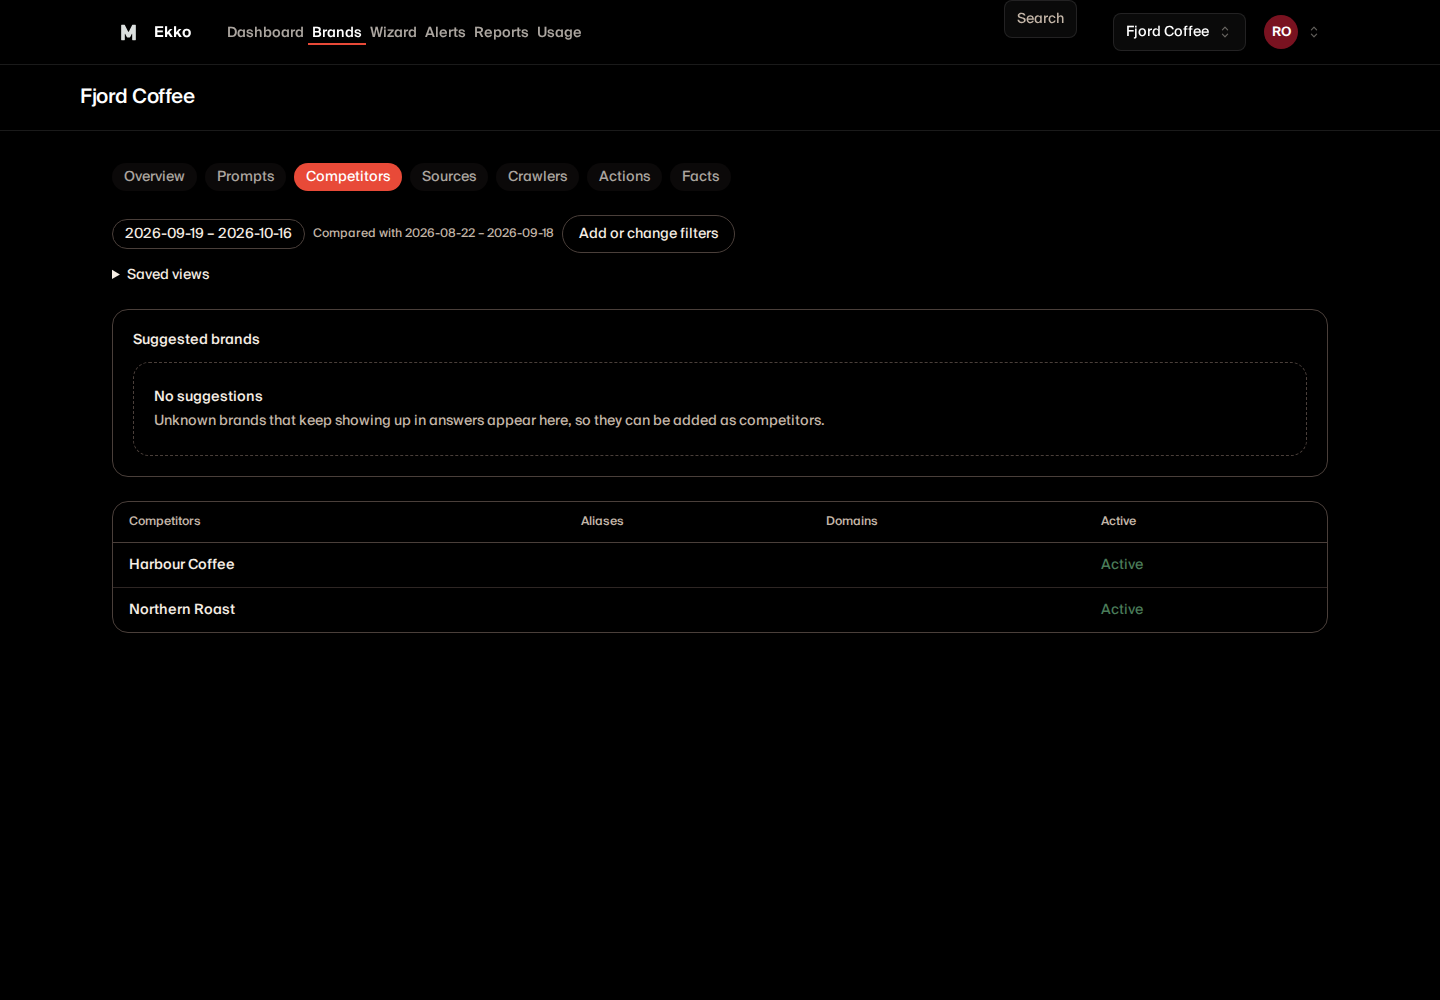 M Ekko Dashboard Brands Wizard Alerts Reports Usage Search Fjord Coffee RO
Fjord Coffee
Overview Prompts Competitors Sources Crawlers Actions Facts
2026-09-19 – 2026-10-16 Compared with 2026-08-22 – 2026-09-18 Add or change filters
Saved views
Suggested brands
No suggestions
Unknown brands that keep showing up in answers appear here, so they can be added as competitors.
Competitors Aliases Domains Active
Harbour Coffee Active
Northern Roast Active